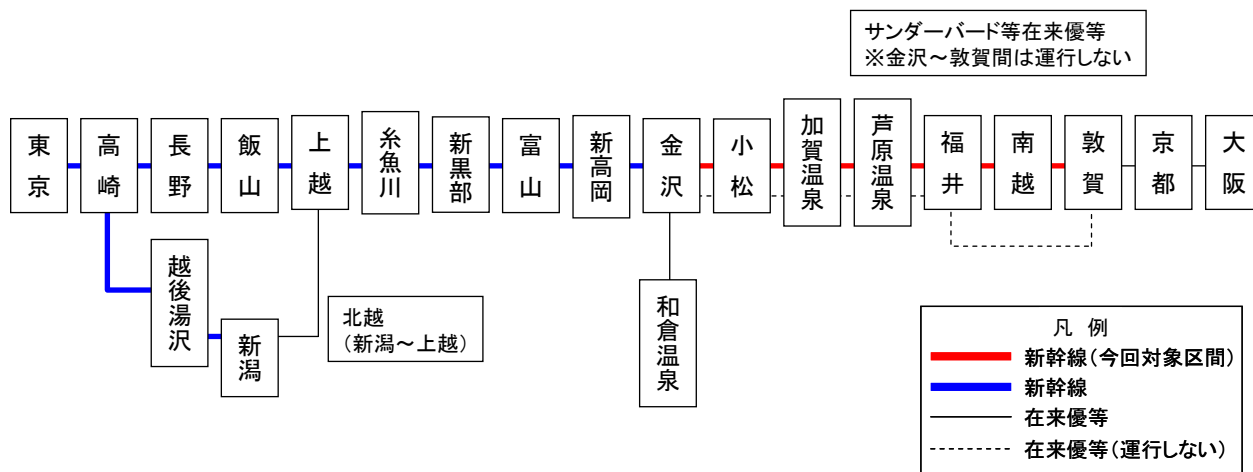 サンダーバード等在来優等
※金沢～敦賀間は運行しない
東京
高崎
長野
飯山
上越
糸魚川
新黒部
富山
新高岡
金沢
小松
加賀温泉
芦原温泉
福井
南越
敦賀
京都
大阪
越後湯沢
新潟
北越
(新潟～上越)
和倉温泉
凡 例
新幹線(今回対象区間)
新幹線
在来優等
在来優等(運行しない)